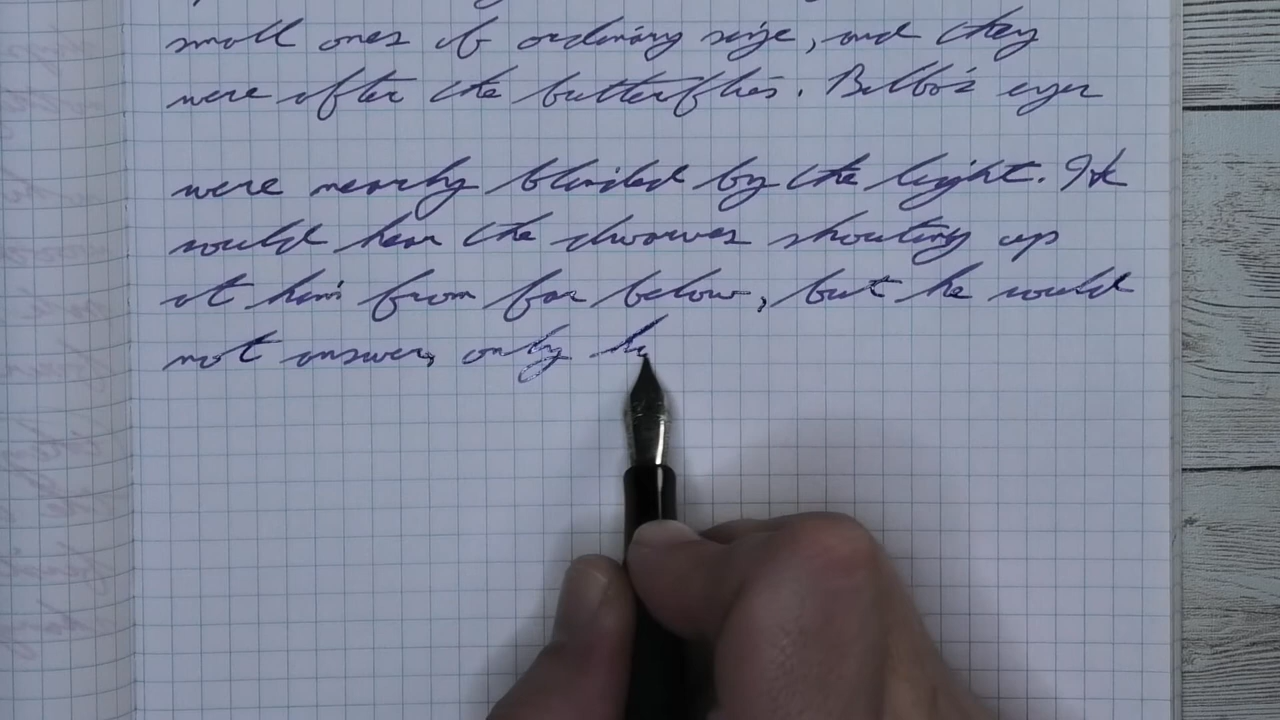 small ones of ordinary size, and they
were after the butterflies. Bilbo's eyes
were nearly blinded by the light. He
could hear the dwarves shouting up
at him from far below, but he could
not answer, only h